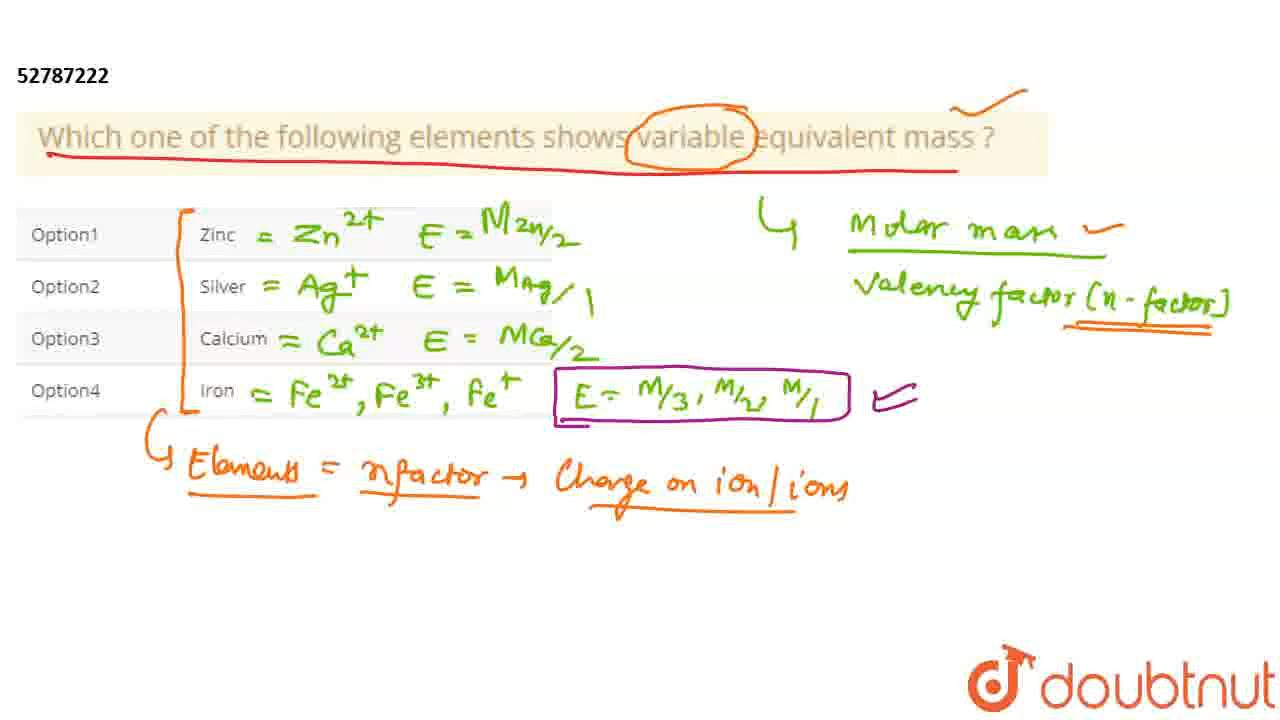 52787222
Which one of the following elements shows variable equivalent mass ?
Option1 Zinc = Zn²⁺ E = MZn/2
Molar mass
Option2 Silver = Ag⁺ E = MAg/1
Valency factor [n-factor]
Option3 Calcium = Ca²⁺ E = MCa/2
Option4 Iron = Fe²⁺, Fe³⁺, Fe⁺ E = M/3, M/2, M/1
Elements = nfactor → Charge on ion/ions
doubtnut